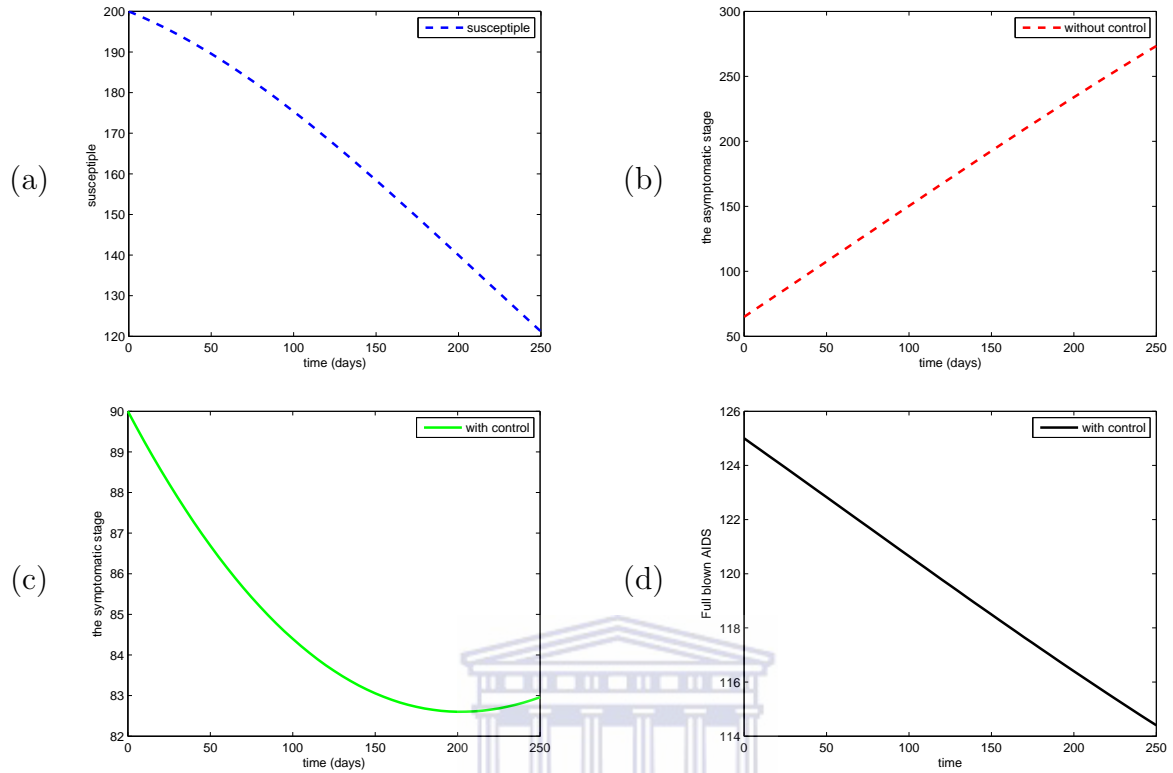 (a)
200
190
180
170
160
150
140
130
120
susceptiple
susceptiple
0 50 100 150 200 250
time (days)
(b)
300
250
200
150
100
50
the asymptomatic stage
without control
0 50 100 150 200 250
time (days)
(c)
90
89
88
87
86
85
84
83
82
the symptomatic stage
with control
0 50 100 150 200 250
time (days)
(d)
126
124
122
120
118
116
114
Full blown AIDS
with control
0 50 100 150 200 250
time